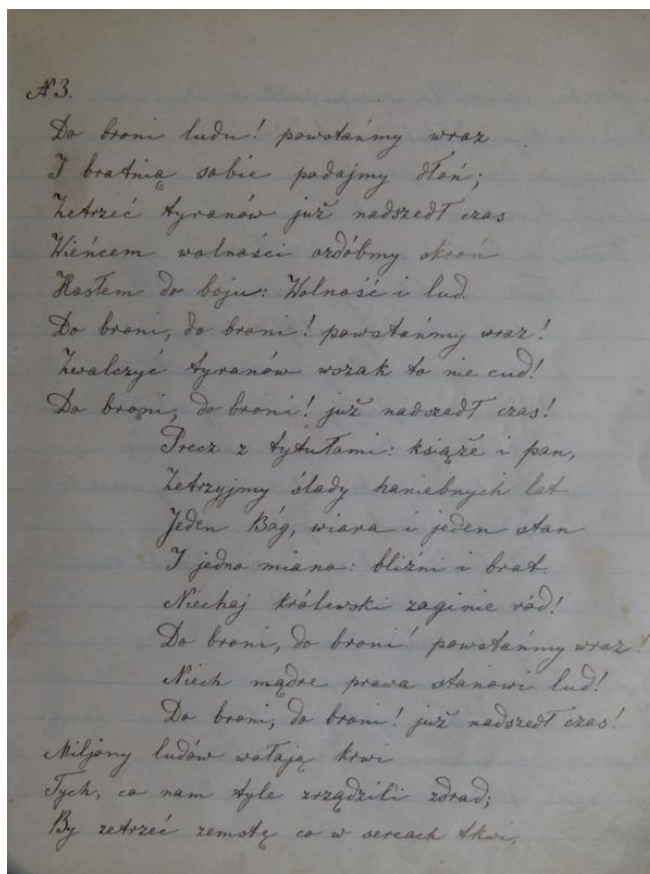 № 3.
Do broni ludu! powstańmy wraz
I bratnią sobie podajmy dłoń;
Zetrzeć tyranów już nadszedł czas
Wieńcem wolności ozdóbmy skroń
Hasłem do boju: Wolność i lud.
Do broni, do broni! powstańmy wraz!
Zwalczyć tyranów wszak to nie cud!
Do broni, do broni! już nadszedł czas!
Precz z tytułami: książe i pan,
Zetrzyjmy ślady haniebnych lat
Jeden Bóg, wiara i jeden stan
I jedno miano: bliźni i brat.
Niechaj królewski zaginie ród!
Do broni, do broni! powstańmy wraz!
Niech mądre prawa stanowi lud!
Do broni, do broni! już nadszedł czas!
Miljony ludów wołają krwi
Tych, co nam tyle zrządzili zdrad;
By zetrzeć zemstę co w sercach tkwi,